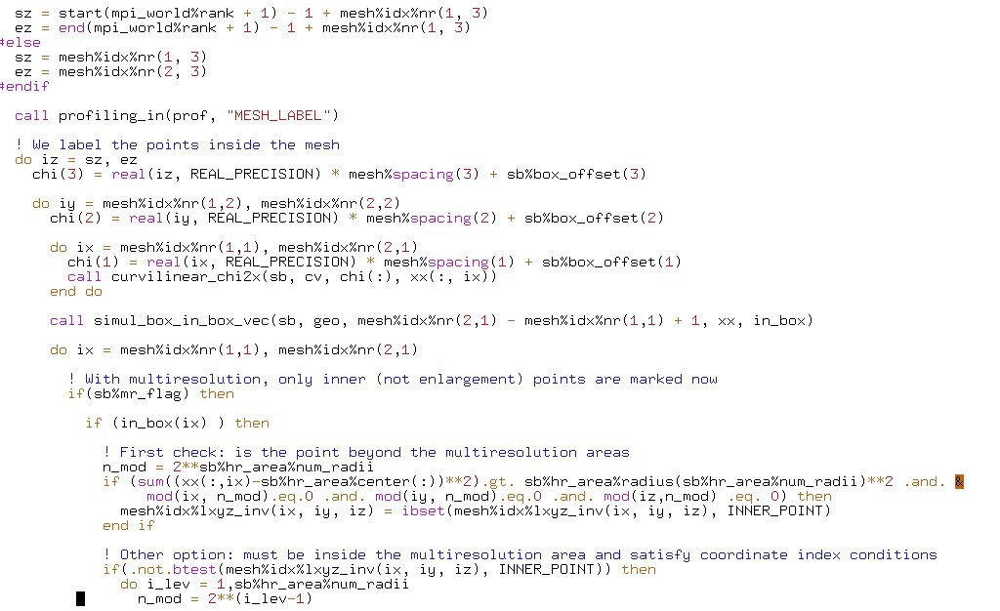 sz = start(mpi_world%rank + 1) - 1 + mesh%idx%nr(1, 3)
ez = end(mpi_world%rank + 1) - 1 + mesh%idx%nr(1, 3)
#else
sz = mesh%idx%nr(1, 3)
ez = mesh%idx%nr(2, 3)
#endif
call profiling_in(prof, "MESH_LABEL")
! We label the points inside the mesh
do iz = sz, ez
chi(3) = real(iz, REAL_PRECISION) * mesh%spacing(3) + sb%box_offset(3)
do iy = mesh%idx%nr(1,2), mesh%idx%nr(2,2)
chi(2) = real(iy, REAL_PRECISION) * mesh%spacing(2) + sb%box_offset(2)
do ix = mesh%idx%nr(1,1), mesh%idx%nr(2,1)
chi(1) = real(ix, REAL_PRECISION) * mesh%spacing(1) + sb%box_offset(1)
call curvilinear_chi2x(sb, cv, chi(:), xx(:, ix))
end do
call simul_box_in_box_vec(sb, geo, mesh%idx%nr(2,1) - mesh%idx%nr(1,1) + 1, xx, in_box)
do ix = mesh%idx%nr(1,1), mesh%idx%nr(2,1)
! With multiresolution, only inner (not enlargement) points are marked now
if(sb%mr_flag) then
if (in_box(ix) ) then
! First check: is the point beyond the multiresolution areas
n_mod = 2**sb%hr_area%num_radii
if (sum((xx(:,ix)-sb%hr_area%center(:))**2).gt. sb%hr_area%radius(sb%hr_area%num_radii)**2 .and. &
mod(ix, n_mod).eq.0 .and. mod(iy, n_mod).eq.0 .and. mod(iz,n_mod) .eq. 0) then
mesh%idx%lxyz_inv(ix, iy, iz) = ibset(mesh%idx%lxyz_inv(ix, iy, iz), INNER_POINT)
end if
! Other option: must be inside the multiresolution area and satisfy coordinate index conditions
if(.not.btest(mesh%idx%lxyz_inv(ix, iy, iz), INNER_POINT)) then
do i_lev = 1,sb%hr_area%num_radii
n_mod = 2**(i_lev-1)